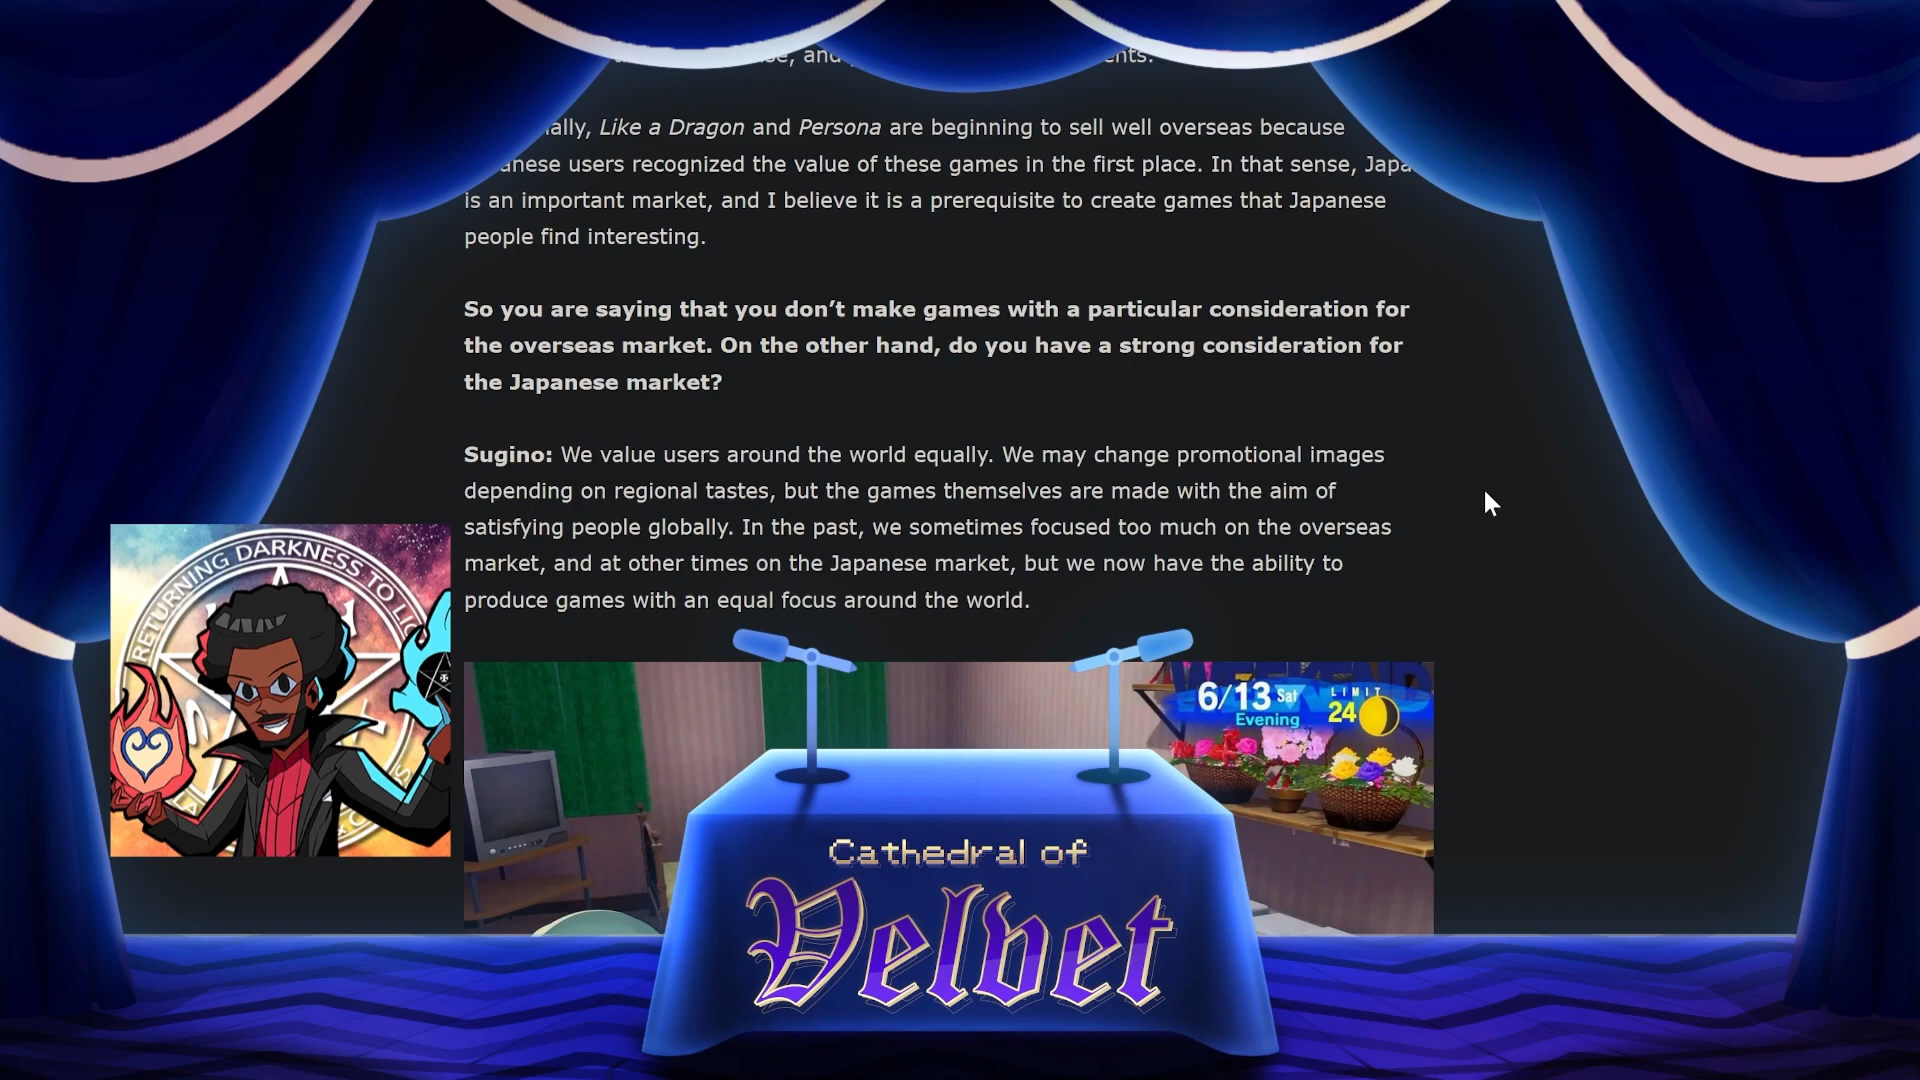 and
ents.
ally, Like a Dragon and Persona are beginning to sell well overseas because
anese users recognized the value of these games in the first place. In that sense, Japa
is an important market, and I believe it is a prerequisite to create games that Japanese
people find interesting.
So you are saying that you don’t make games with a particular consideration for
the overseas market. On the other hand, do you have a strong consideration for
the Japanese market?
Sugino: We value users around the world equally. We may change promotional images
depending on regional tastes, but the games themselves are made with the aim of
satisfying people globally. In the past, we sometimes focused too much on the overseas
market, and at other times on the Japanese market, but we now have the ability to
produce games with an equal focus around the world.
RETURNING DARKNESS TO LIG
WEEKEND
6/13 Sat
Evening
LIMIT
24
Cathedral of
Velvet